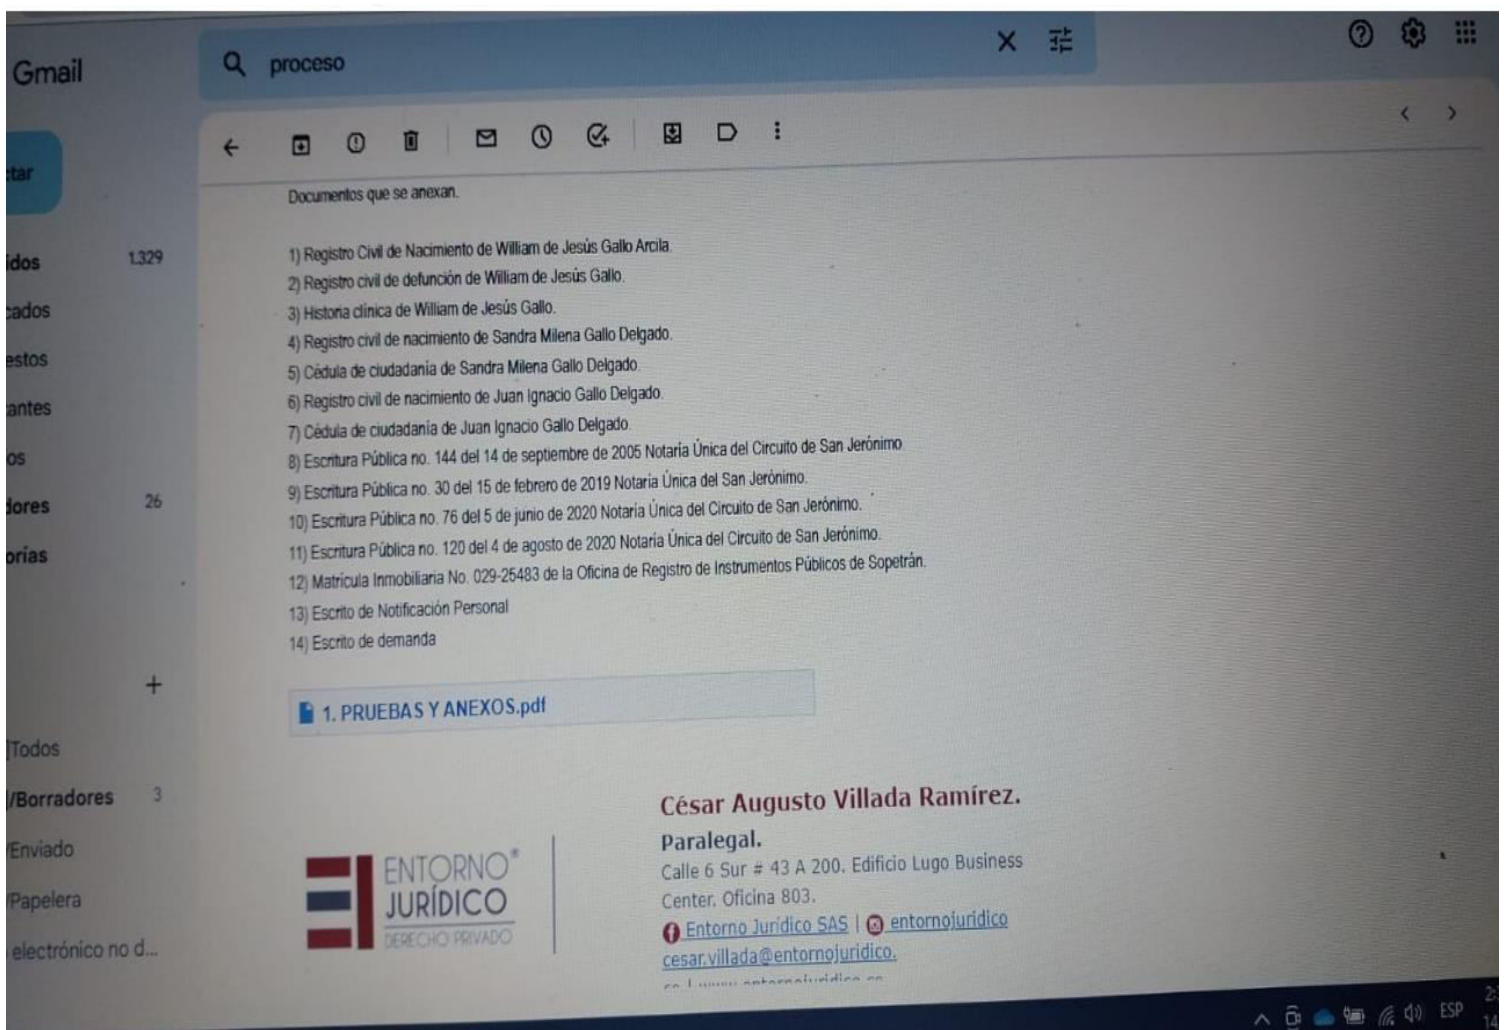 Gmail
proceso
ctar
idos 1.329
cados
estos
antes
os
dores 26
orías
Todos
/Borradores 3
/Enviado
/Papelera
electrónico no d...
Documentos que se anexan.
1) Registro Civil de Nacimiento de William de Jesús Gallo Arcila.
2) Registro civil de defunción de William de Jesús Gallo.
3) Historia clínica de William de Jesús Gallo.
4) Registro civil de nacimiento de Sandra Milena Gallo Delgado.
5) Cédula de ciudadanía de Sandra Milena Gallo Delgado.
6) Registro civil de nacimiento de Juan Ignacio Gallo Delgado.
7) Cédula de ciudadanía de Juan Ignacio Gallo Delgado.
8) Escritura Pública no. 144 del 14 de septiembre de 2005 Notaría Única del Circuito de San Jerónimo.
9) Escritura Pública no. 30 del 15 de febrero de 2019 Notaría Única del San Jerónimo.
10) Escritura Pública no. 76 del 5 de junio de 2020 Notaría Única del Circuito de San Jerónimo.
11) Escritura Pública no. 120 del 4 de agosto de 2020 Notaría Única del Circuito de San Jerónimo.
12) Matrícula Inmobiliaria No. 029-25483 de la Oficina de Registro de Instrumentos Públicos de Sopetrán.
13) Escrito de Notificación Personal
14) Escrito de demanda
1. PRUEBAS Y ANEXOS.pdf
ENTORNO®
JURÍDICO
DERECHO PRIVADO
César Augusto Villada Ramírez.
Paralegal.
Calle 6 Sur # 43 A 200. Edificio Lugo Business
Center. Oficina 803.
Entorno Jurídico SAS | entornojuridico
cesar.villada@entornojuridico.
ESP